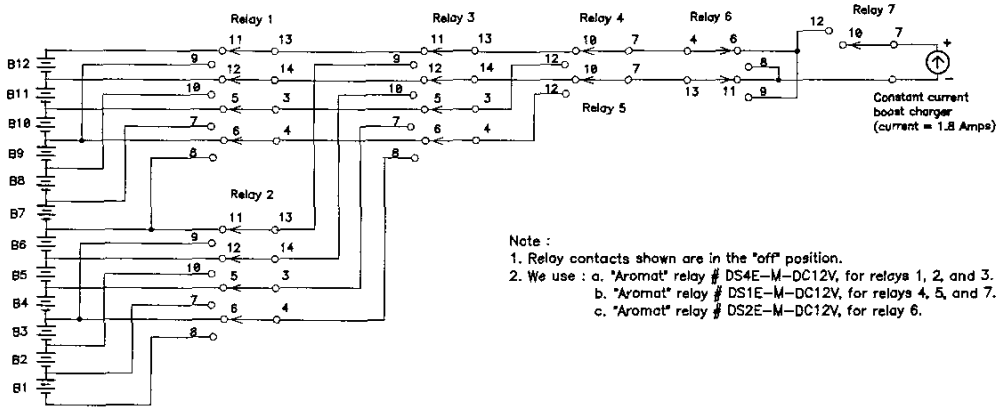 Relay 1
Relay 3
Relay 4
Relay 6
Relay 7
12
11 13 11 13 10 7 4 6 10 7 +
9 9 12 8
B12
12 14 12 14 10 7 13 11 -
10 10 12 9
B11
5 3 5 3 Relay 5
B10
7 7
6 4 6 4
B9
8 8
B8
B7
Constant current
boost charger
(current = 1.8 Amps)
Relay 2
11 13
9
B6
12 14
10
B5
5 3
B4
7
6 4
B3
8
B2
B1
Note :
1. Relay contacts shown are in the "off" position.
2. We use : a. "Aromat" relay # DS4E-M-DC12V, for relays 1, 2, and 3.
b. "Aromat" relay # DS1E-M-DC12V, for relays 4, 5, and 7.
c. "Aromat" relay # DS2E-M-DC12V, for relay 6.